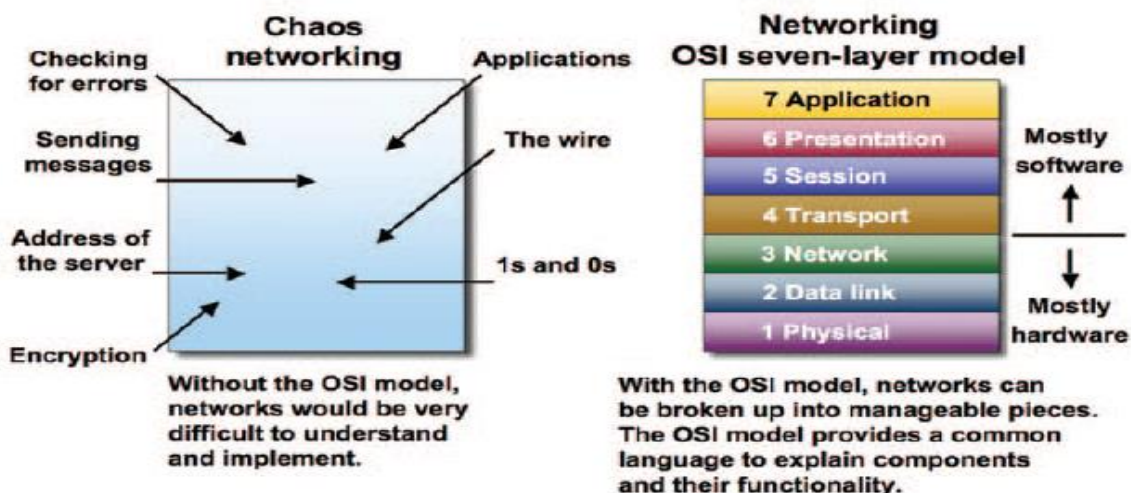 Chaos
networking
Checking
for errors
Applications
Sending
messages
The wire
Address of
the server
1s and 0s
Encryption
Without the OSI model,
networks would be very
difficult to understand
and implement.
Networking
OSI seven-layer model
7 Application
6 Presentation
5 Session
4 Transport
3 Network
2 Data link
1 Physical
Mostly
software
Mostly
hardware
With the OSI model, networks can
be broken up into manageable pieces.
The OSI model provides a common
language to explain components
and their functionality.